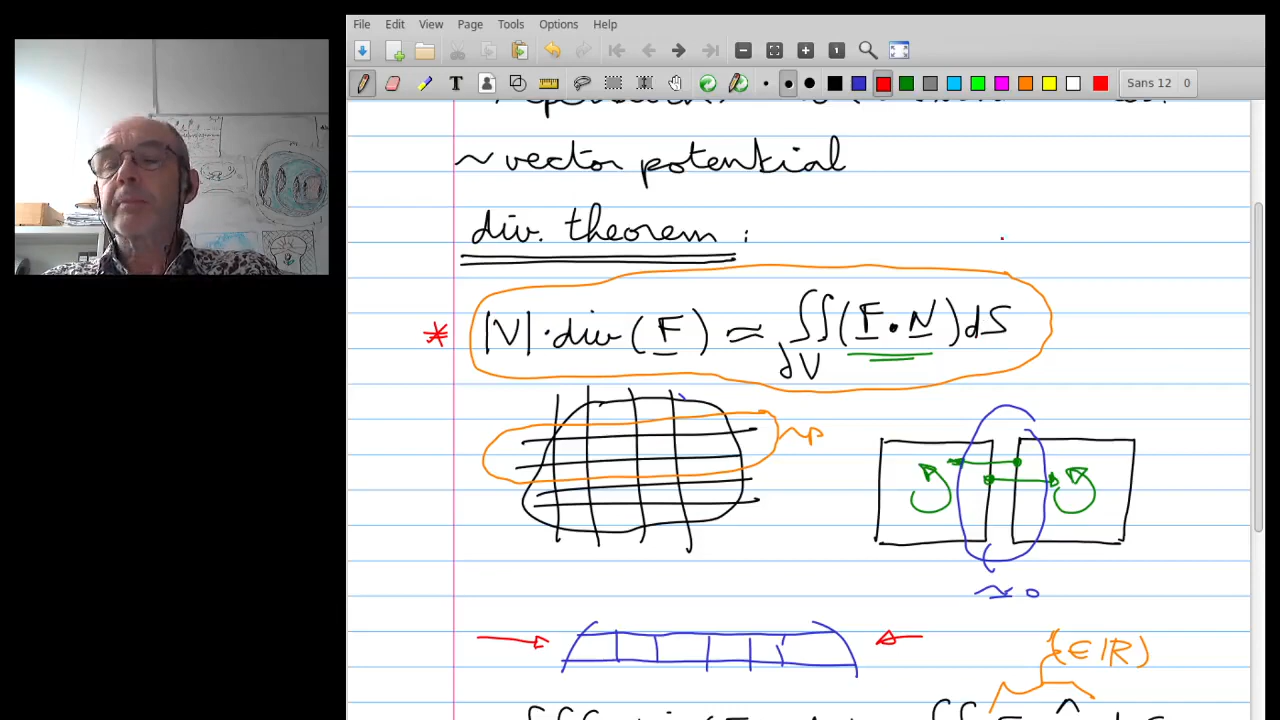 File Edit View Page Tools Options Help
Sans 12 0
~ vector potential
div. theorem :
* |V| · div ( F ) ≈ ∬∂V ( F • N ) dS
≈ 0
( ∈ ℝ )